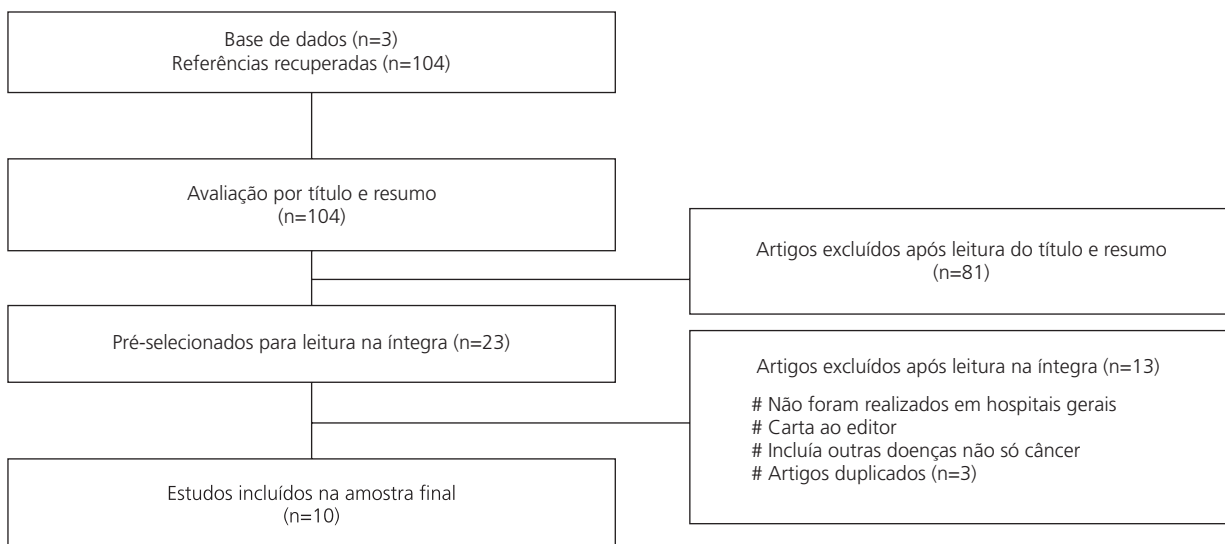 Base de dados (n=3)
Referências recuperadas (n=104)
Avaliação por título e resumo
(n=104)
Artigos excluídos após leitura do título e resumo
(n=81)
Pré-selecionados para leitura na íntegra (n=23)
Artigos excluídos após leitura na íntegra (n=13)
# Não foram realizados em hospitais gerais
# Carta ao editor
# Incluía outras doenças não só câncer
# Artigos duplicados (n=3)
Estudos incluídos na amostra final
(n=10)